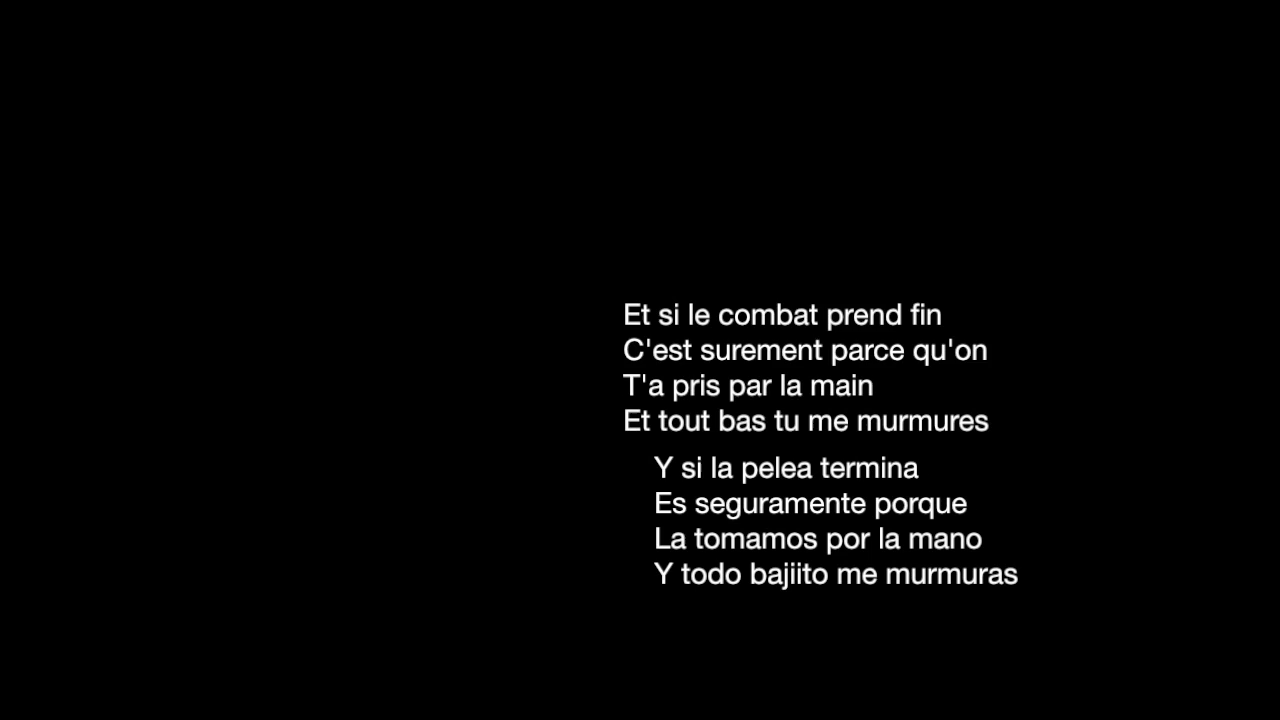 Et si le combat prend fin
C'est surement parce qu'on
T'a pris par la main
Et tout bas tu me murmures
Y si la pelea termina
Es seguramente porque
La tomamos por la mano
Y todo bajiito me murmuras